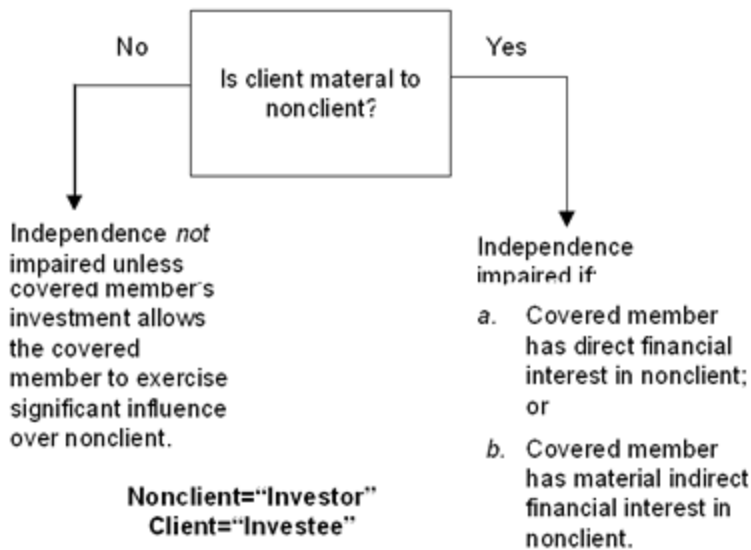 No
Yes
Is client materal to
nonclient?
Independence not
impaired unless
covered member's
investment allows
the covered
member to exercise
significant influence
over nonclient.
Independence
impaired if:
a. Covered member
has direct financial
interest in nonclient;
or
b. Covered member
has material indirect
financial interest in
nonclient.
Nonclient=“Investor”
Client=“Investee”